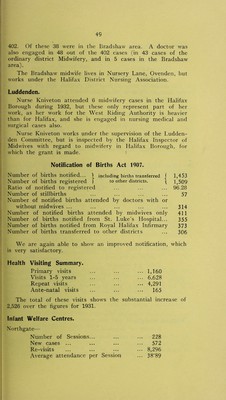 49
402. Of these 38 were in the Bradshaw area. A doctor was
also engaged in 48 out of the 402 cases (in 43 cases of the
ordinary district Midwifery, and in 5 cases in the Bradshaw
area).
The Bradshaw midwife lives in Nursery Lane, Ovenden, but
works under the Halifax District Nursing Association.
Luddenden.
Nurse Kniveton attended 6 midwifery cases in the Halifax
Borough during 1932, but these only represent part of her
work, as her work for the West Riding Authority is heavier
than for Halifax, and she is engaged in nursing medical and
surgical cases also.
Nurse Kniveton works under the supervision of the Ludden-
den Committee, but is inspected by the Halifax Inspector of
Midwives with regard to midwifery in Halifax Borough, for
which the grant is made.
Notification of Births Act 1907.
Number of births notified... } including births transferred { 1,453
Number of births registered } to other districts. { 1,509
Ratio of notified to registered ... ... ... 96.28
Number of stillbirths ... ... ... ... 57
Number of notified births attended by doctors with or
without midwives ... ... ... ... 314
Number of notified births attended by midwives only 411
Number of births notified from St. Luke's Hospital... 355
Number of births notified from Royal Halifax Infirmary 373
Number of births transferred to other districts ... 306
We are again able to show an improved notification, which
is very satisfactory.
Health Visiting Summary.
Primary visits ... ... ... 1,160
Visits 1-5 years ... ... ... 6,628
Repeat visits ... ... ... 4,291
Ante-natal visits ... ... ... 165
The total of these visits shows the substantial increase of
2,528 over the figures for 1931.
Infant Welfare Centres.
Northgate—
Number of Sessions... ... ... 228
New cases ... ... ... ... 572
Re-visits ... ... ... ... 8,296
Average attendance per Session ... 38·89